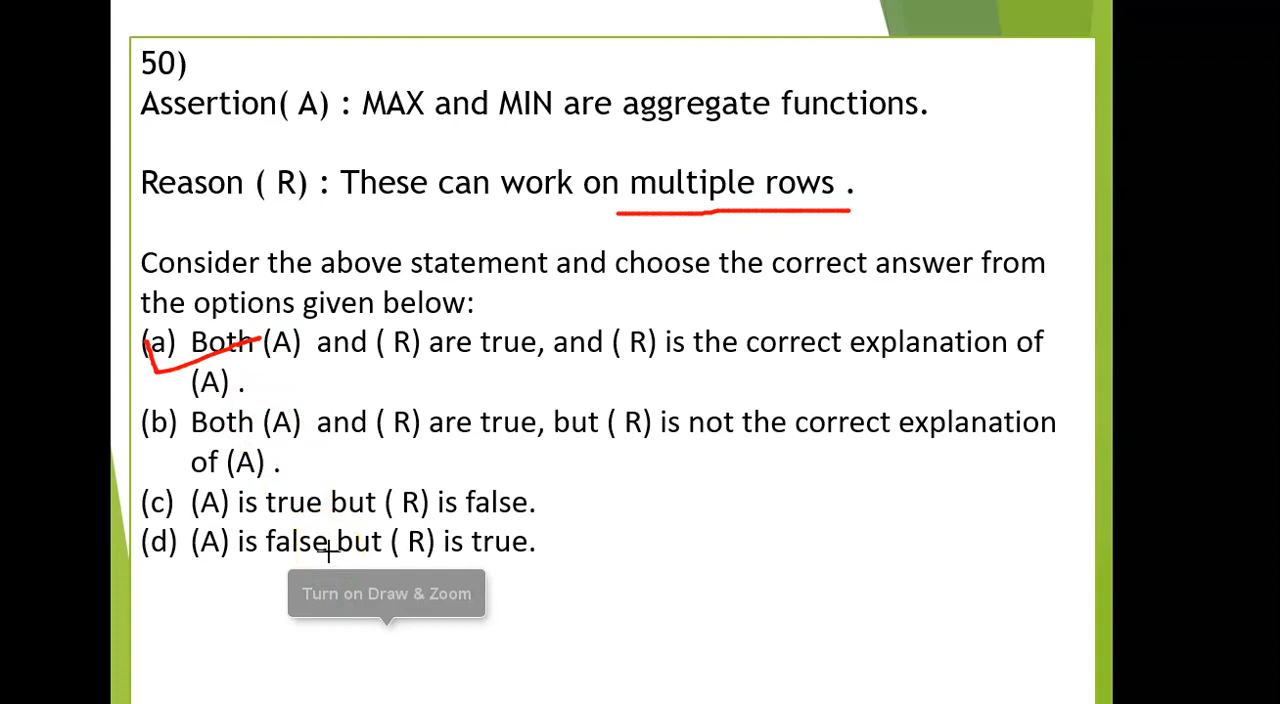 50)
Assertion( A) : MAX and MIN are aggregate functions.
Reason ( R) : These can work on multiple rows .
Consider the above statement and choose the correct answer from
the options given below:
(a) Both (A) and ( R) are true, and ( R) is the correct explanation of
(A) .
(b) Both (A) and ( R) are true, but ( R) is not the correct explanation
of (A) .
(c) (A) is true but ( R) is false.
(d) (A) is false but ( R) is true.
Turn on Draw & Zoom